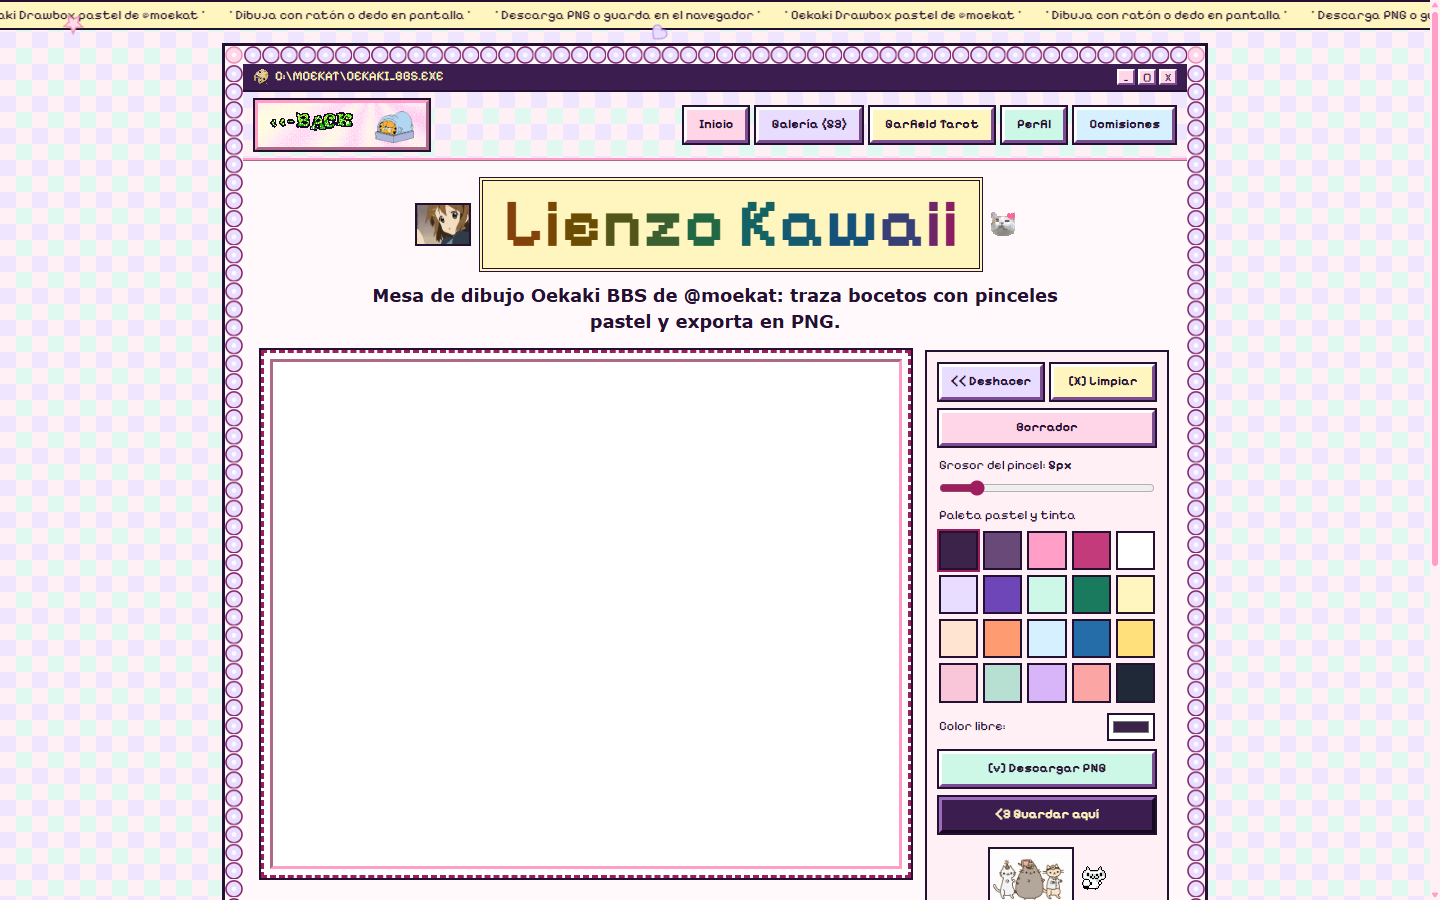 aki Drawbox pastel de @moekat * * Dibuja con ratón o dedo en pantalla * * Descarga PNG o guarda en el navegador * * Oekaki Drawbox pastel de @moekat * * Dibuja con ratón o dedo en pantalla * * Descarga PNG o gu
O:\MOEKAT\OEKAKI_BBS.EXE
<<-BACK
Inicio
Galería <S3>
Garfield Tarot
Perfil
Comisiones
Lienzo Kawaii
Mesa de dibujo Oekaki BBS de @moekat: traza bocetos con pinceles
pastel y exporta en PNG.
<< Deshacer
[X] Limpiar
Borrador
Grosor del pincel: 8px
Paleta pastel y tinta
Color libre:
[v] Descargar PNG
<3 Guardar aquí